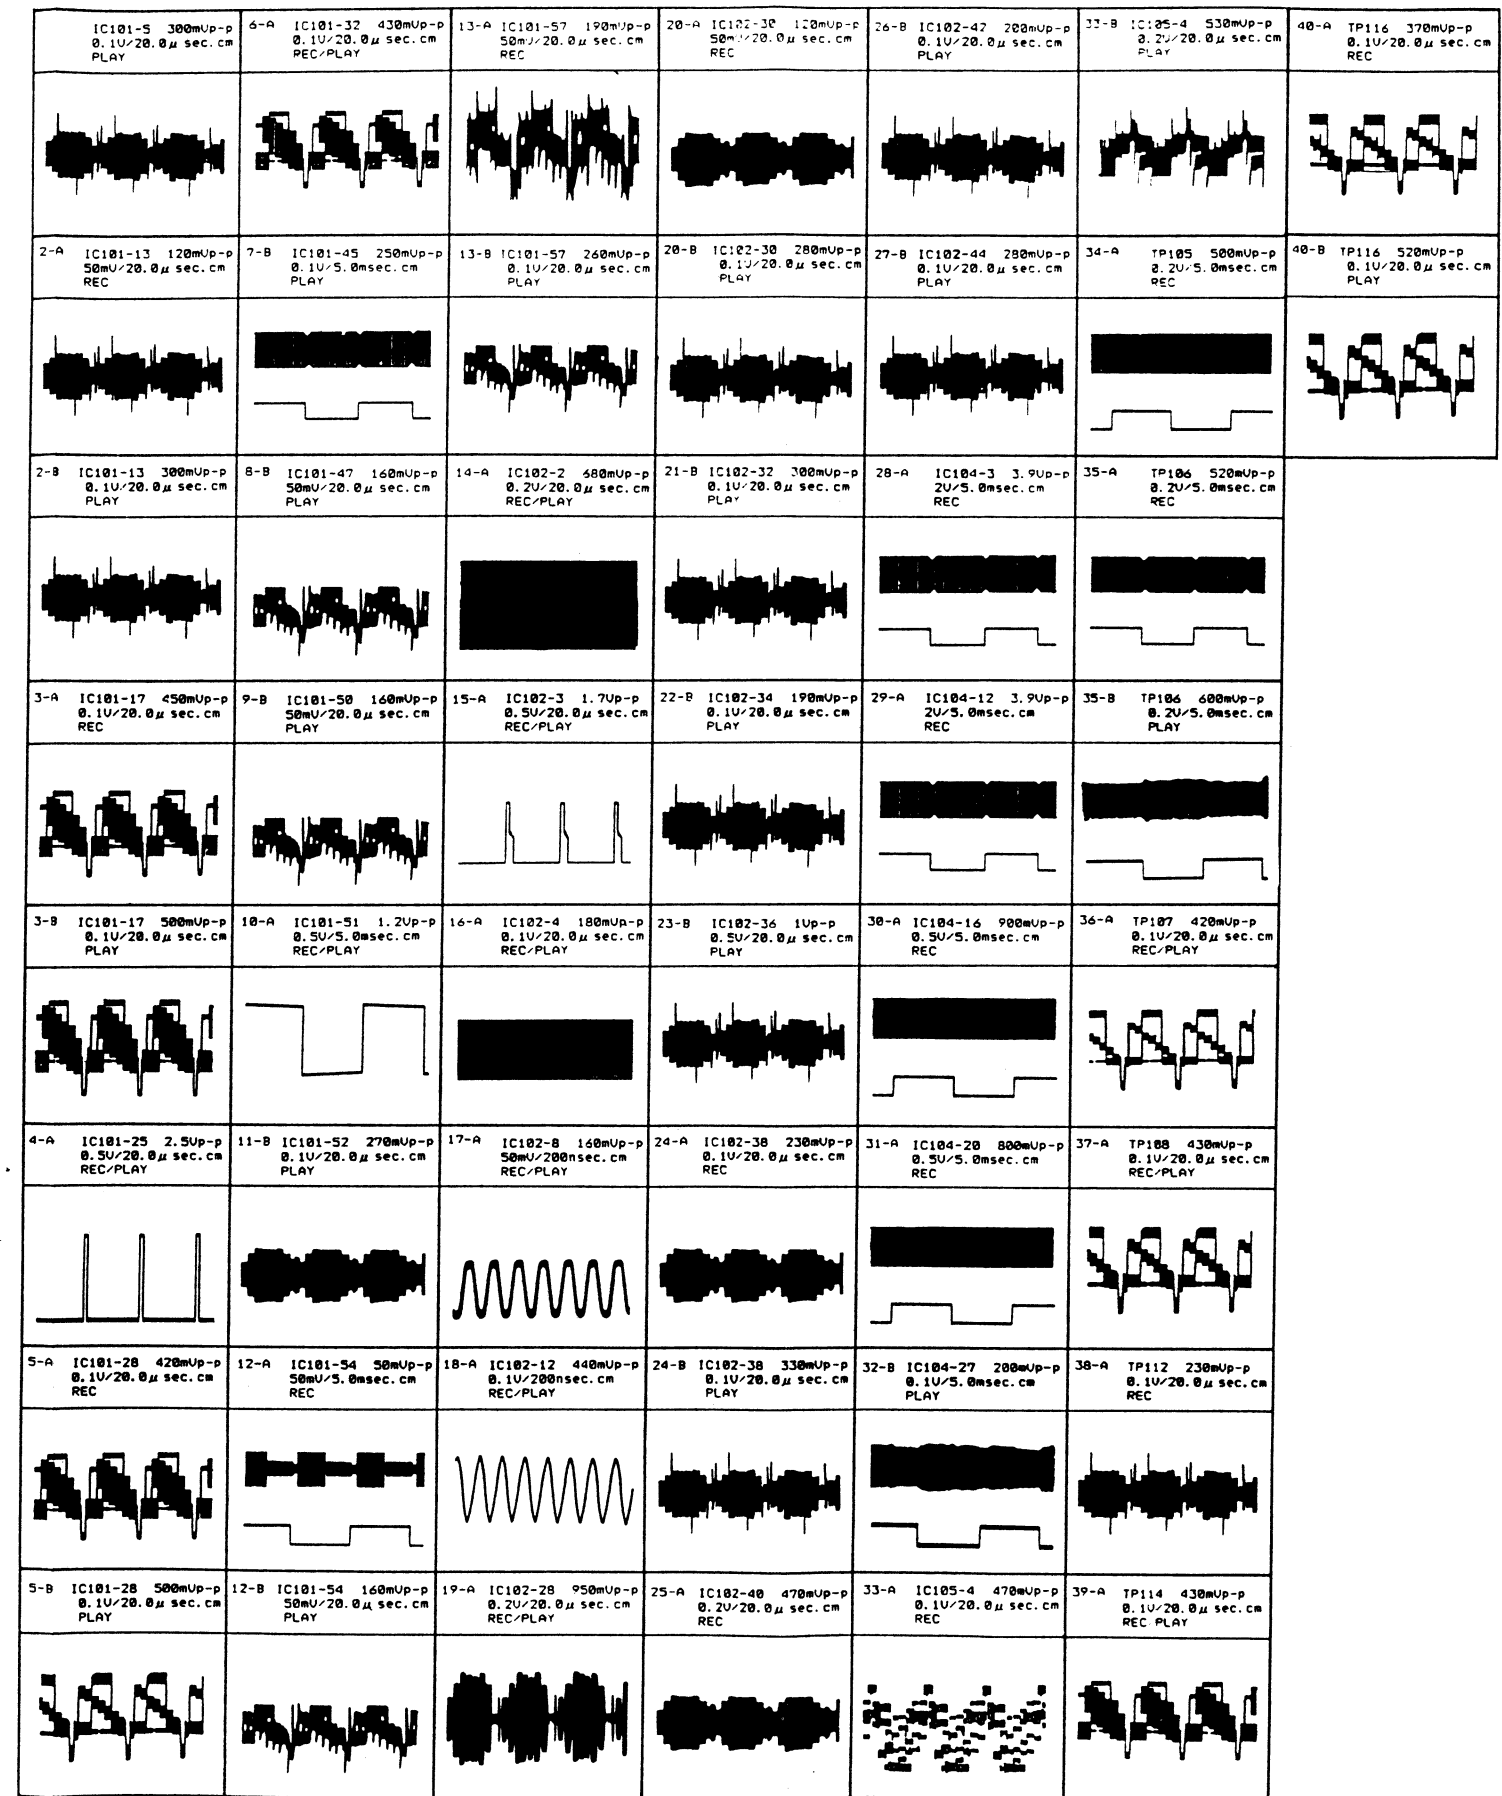 IC101-5 300mVp-p
0.1V/20.0μ sec.cm
PLAY
6-A IC101-32 430mVp-p
0.1V/20.0μ sec.cm
REC/PLAY
13-A IC101-57 190mVp-p
50mV/20.0μ sec.cm
REC
20-A IC102-30 120mVp-p
50mV/20.0μ sec.cm
REC
26-B IC102-42 200mVp-p
0.1V/20.0μ sec.cm
PLAY
33-B IC105-4 530mVp-p
0.2V/20.0μ sec.cm
PLAY
40-A TP116 370mVp-p
0.1V/20.0μ sec.cm
REC
2-A IC101-13 120mVp-p
50mV/20.0μ sec.cm
REC
7-B IC101-45 250mVp-p
0.1V/5.0msec.cm
PLAY
13-B IC101-57 260mVp-p
0.1V/20.0μ sec.cm
PLAY
20-B IC102-30 280mVp-p
0.1V/20.0μ sec.cm
PLAY
27-B IC102-44 280mVp-p
0.1V/20.0μ sec.cm
PLAY
34-A TP105 500mVp-p
0.2V/5.0msec.cm
REC
40-B TP116 520mVp-p
0.1V/20.0μ sec.cm
PLAY
2-B IC101-13 300mVp-p
0.1V/20.0μ sec.cm
PLAY
8-B IC101-47 160mVp-p
50mV/20.0μ sec.cm
PLAY
14-A IC102-2 680mVp-p
0.2V/20.0μ sec.cm
REC/PLAY
21-B IC102-32 300mVp-p
0.1V/20.0μ sec.cm
PLAY
28-A IC104-3 3.9Vp-p
2V/5.0msec.cm
REC
35-A TP106 520mVp-p
0.2V/5.0msec.cm
REC
3-A IC101-17 450mVp-p
0.1V/20.0μ sec.cm
REC
9-B IC101-50 160mVp-p
50mV/20.0μ sec.cm
PLAY
15-A IC102-3 1.7Vp-p
0.5V/20.0μ sec.cm
REC/PLAY
22-B IC102-34 190mVp-p
0.1V/20.0μ sec.cm
PLAY
29-A IC104-12 3.9Vp-p
2V/5.0msec.cm
REC
35-B TP106 600mVp-p
0.2V/5.0msec.cm
PLAY
3-B IC101-17 500mVp-p
0.1V/20.0μ sec.cm
PLAY
10-A IC101-51 1.2Vp-p
0.5V/5.0msec.cm
REC/PLAY
16-A IC102-4 180mVp-p
0.1V/20.0μ sec.cm
REC/PLAY
23-B IC102-36 1Vp-p
0.5V/20.0μ sec.cm
PLAY
30-A IC104-16 900mVp-p
0.5V/5.0msec.cm
REC
36-A TP107 420mVp-p
0.1V/20.0μ sec.cm
REC/PLAY
4-A IC101-25 2.5Vp-p
0.5V/20.0μ sec.cm
REC/PLAY
11-B IC101-52 270mVp-p
0.1V/20.0μ sec.cm
PLAY
17-A IC102-8 160mVp-p
50mV/200nsec.cm
REC/PLAY
24-A IC102-38 230mVp-p
0.1V/20.0μ sec.cm
REC
31-A IC104-20 800mVp-p
0.5V/5.0msec.cm
REC
37-A TP108 430mVp-p
0.1V/20.0μ sec.cm
REC/PLAY
5-A IC101-28 420mVp-p
0.1V/20.0μ sec.cm
REC
12-A IC101-54 50mVp-p
50mV/5.0msec.cm
REC
18-A IC102-12 440mVp-p
0.1V/200nsec.cm
REC/PLAY
24-B IC102-38 330mVp-p
0.1V/20.0μ sec.cm
PLAY
32-B IC104-27 200mVp-p
0.1V/5.0msec.cm
PLAY
38-A TP112 230mVp-p
0.1V/20.0μ sec.cm
REC
5-B IC101-28 500mVp-p
0.1V/20.0μ sec.cm
PLAY
12-B IC101-54 160mVp-p
50mV/20.0μ sec.cm
PLAY
19-A IC102-28 950mVp-p
0.2V/20.0μ sec.cm
REC/PLAY
25-A IC102-40 470mVp-p
0.2V/20.0μ sec.cm
REC
33-A IC105-4 470mVp-p
0.1V/20.0μ sec.cm
REC
39-A TP114 430mVp-p
0.1V/20.0μ sec.cm
REC PLAY